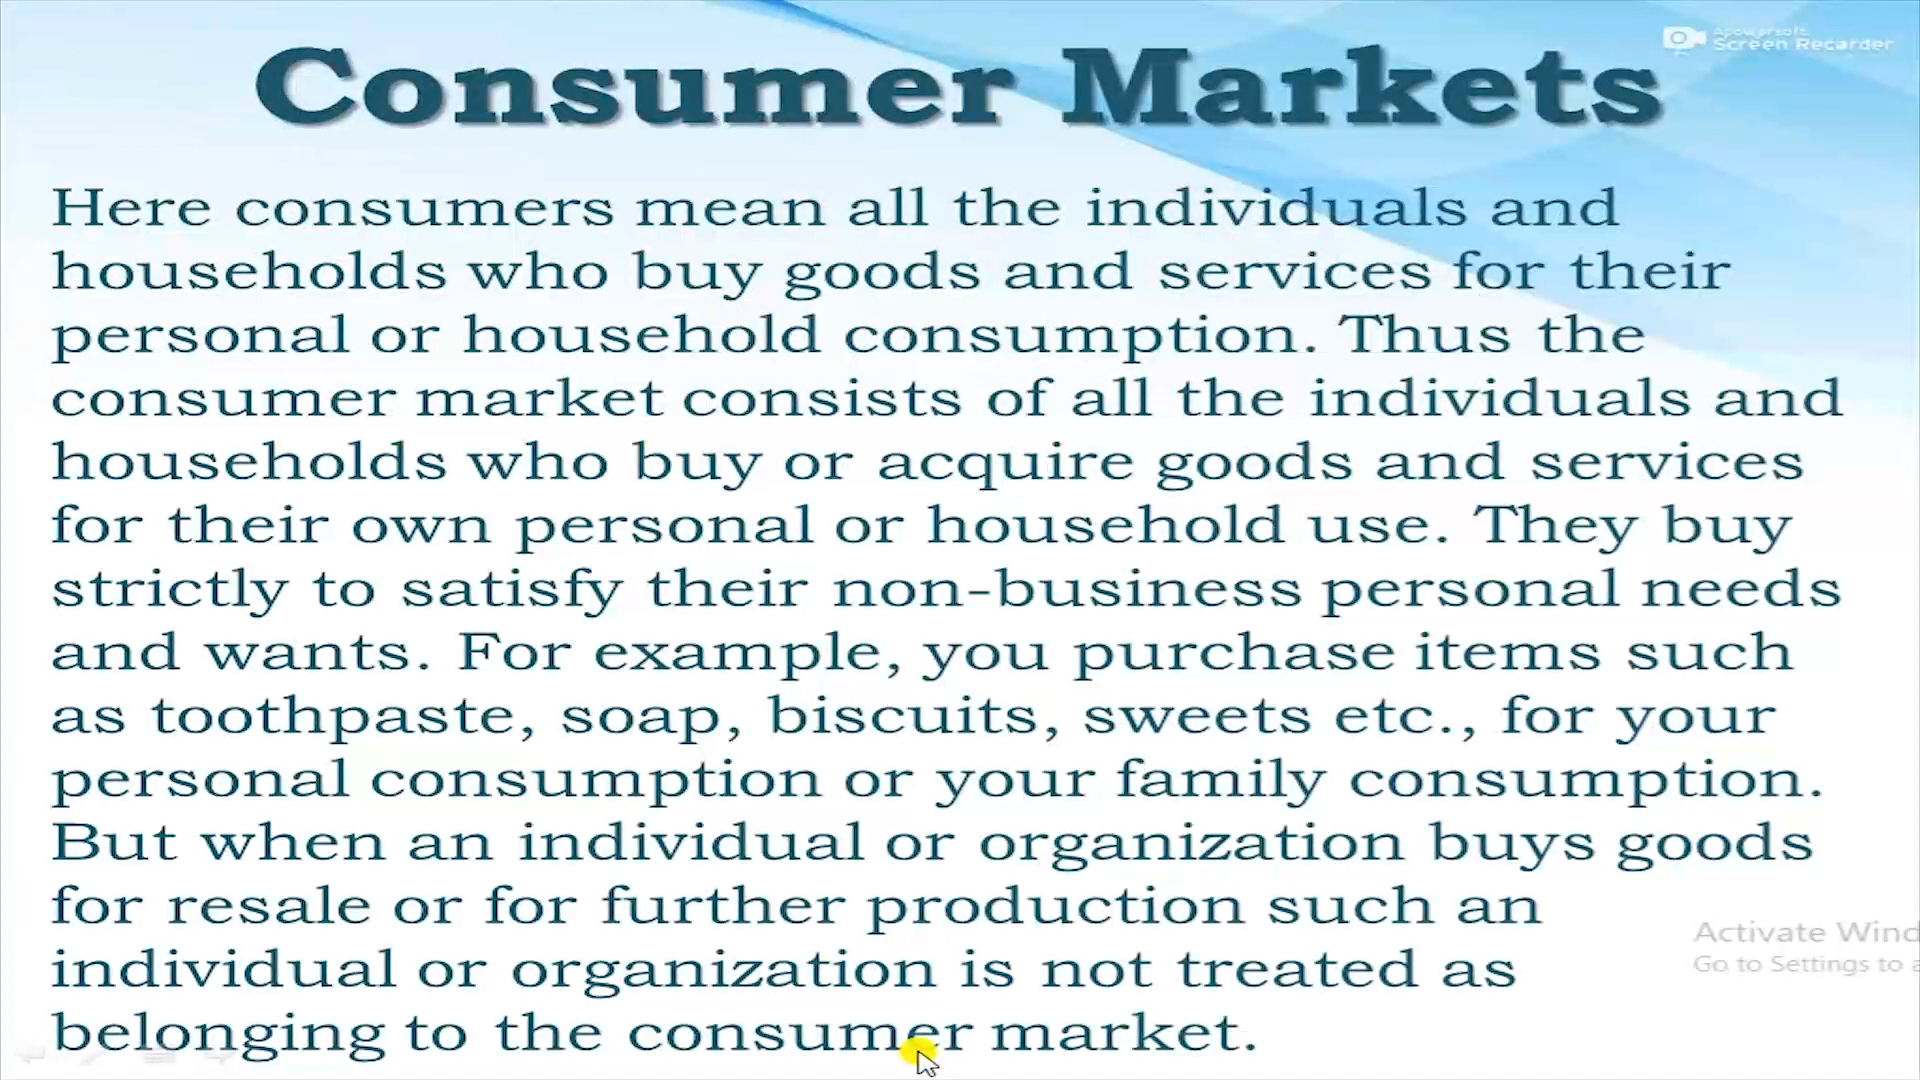 Apowersoft
Screen Recorder
Consumer Markets
Here consumers mean all the individuals and
households who buy goods and services for their
personal or household consumption. Thus the
consumer market consists of all the individuals and
households who buy or acquire goods and services
for their own personal or household use. They buy
strictly to satisfy their non-business personal needs
and wants. For example, you purchase items such
as toothpaste, soap, biscuits, sweets etc., for your
personal consumption or your family consumption.
But when an individual or organization buys goods
for resale or for further production such an
individual or organization is not treated as
belonging to the consumer market.
Activate Wind
Go to Settings to a